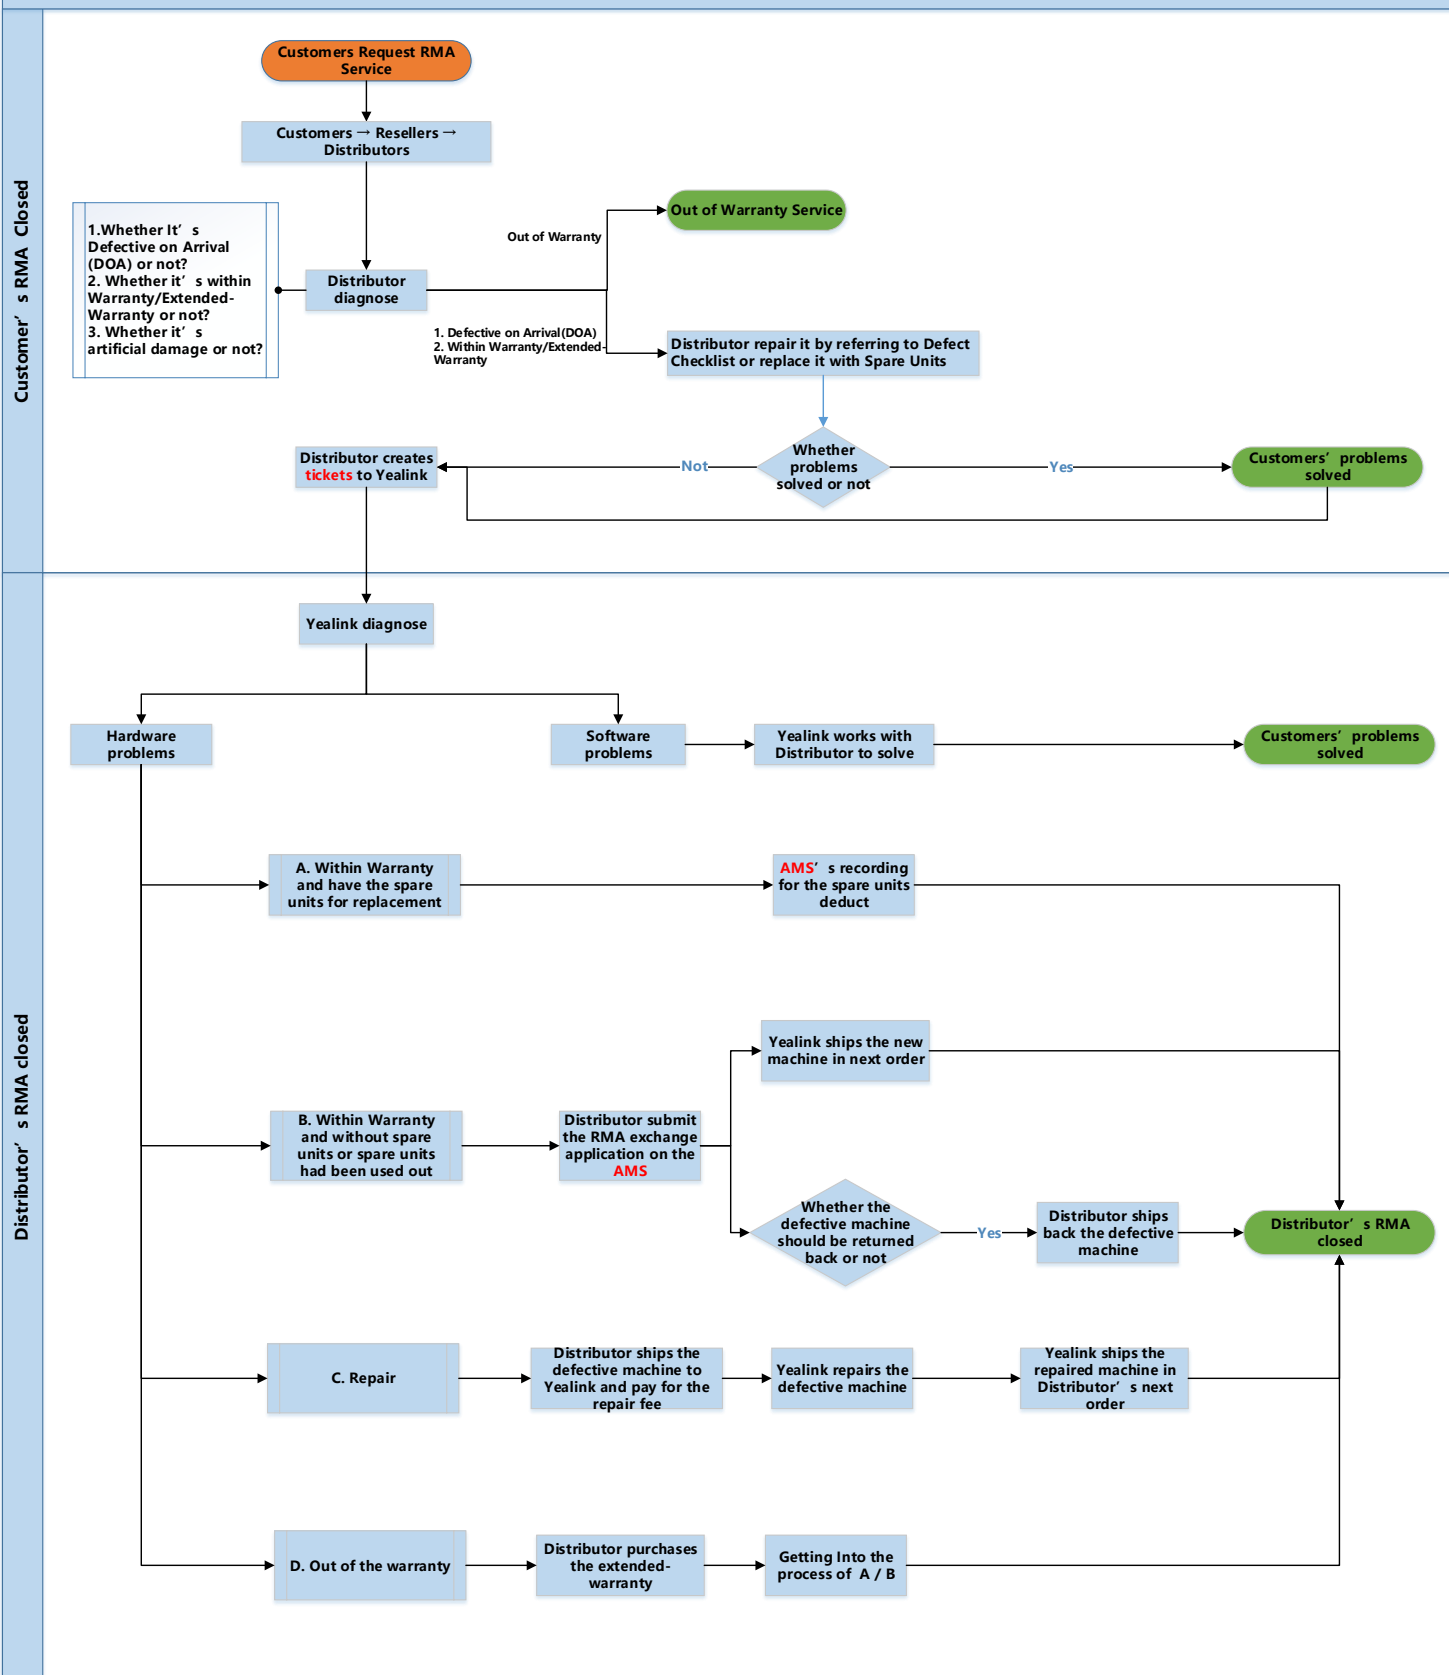 Customer’s RMA Closed
Customers Request RMA
Service
Customers → Resellers →
Distributors
1.Whether It’s
Defective on Arrival
(DOA) or not?
2. Whether it’s within
Warranty/Extended-
Warranty or not?
3. Whether it’s
artificial damage or not?
Distributor
diagnose
Out of Warranty
Out of Warranty Service
1. Defective on Arrival(DOA)
2. Within Warranty/Extended-
Warranty
Distributor repair it by referring to Defect
Checklist or replace it with Spare Units
Distributor creates
tickets to Yealink
Not
Whether
problems
solved or not
Yes
Customers’ problems
solved
Distributor’s RMA closed
Yealink diagnose
Hardware
problems
Software
problems
Yealink works with
Distributor to solve
Customers’ problems
solved
A. Within Warranty
and have the spare
units for replacement
AMS’s recording
for the spare units
deduct
Yealink ships the new
machine in next order
B. Within Warranty
and without spare
units or spare units
had been used out
Distributor submit
the RMA exchange
application on the
AMS
Whether the
defective machine
should be returned
back or not
Yes
Distributor ships
back the defective
machine
Distributor’s RMA
closed
C. Repair
Distributor ships the
defective machine to
Yealink and pay for the
repair fee
Yealink repairs the
defective machine
Yealink ships the
repaired machine in
Distributor’s next
order
D. Out of the warranty
Distributor purchases
the extended-
warranty
Getting Into the
process of A / B